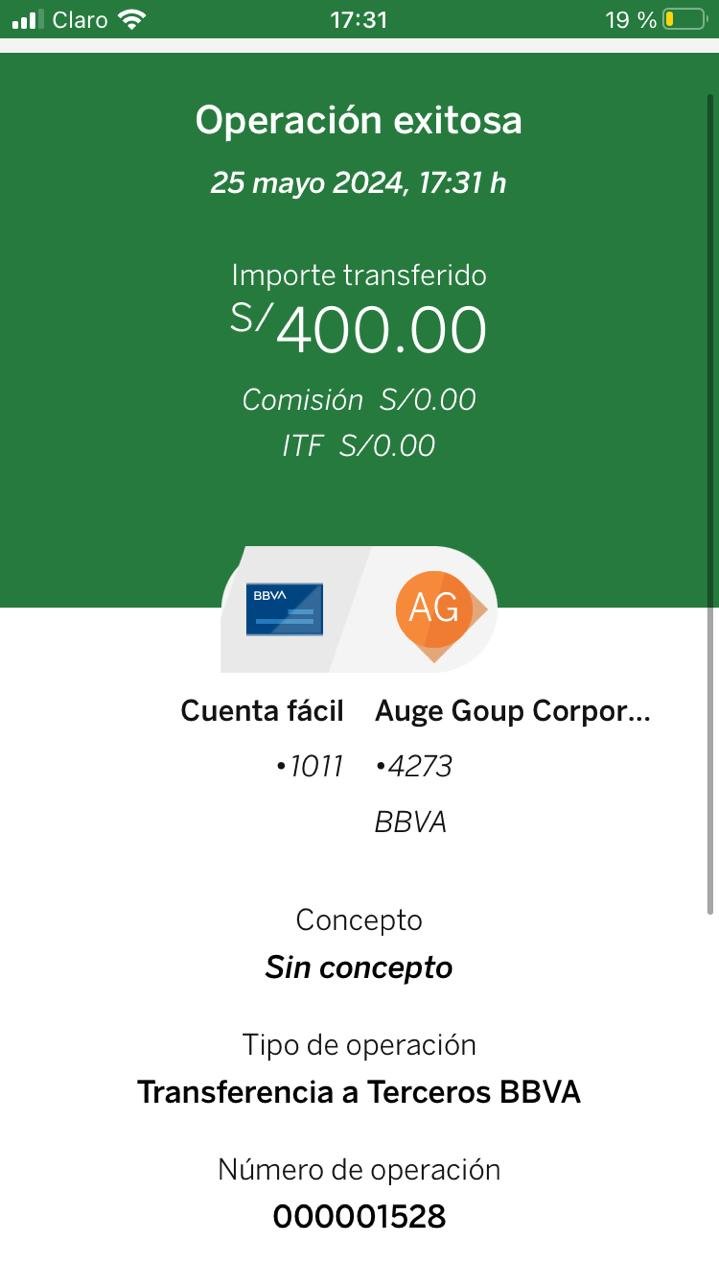 Claro 17:31 19 %
Operación exitosa
25 mayo 2024, 17:31 h
Importe transferido
S/400.00
Comisión S/0.00
ITF S/0.00
BBVA AG
Cuenta fácil Auge Goup Corpor...
•1011 •4273
BBVA
Concepto
Sin concepto
Tipo de operación
Transferencia a Terceros BBVA
Número de operación
000001528